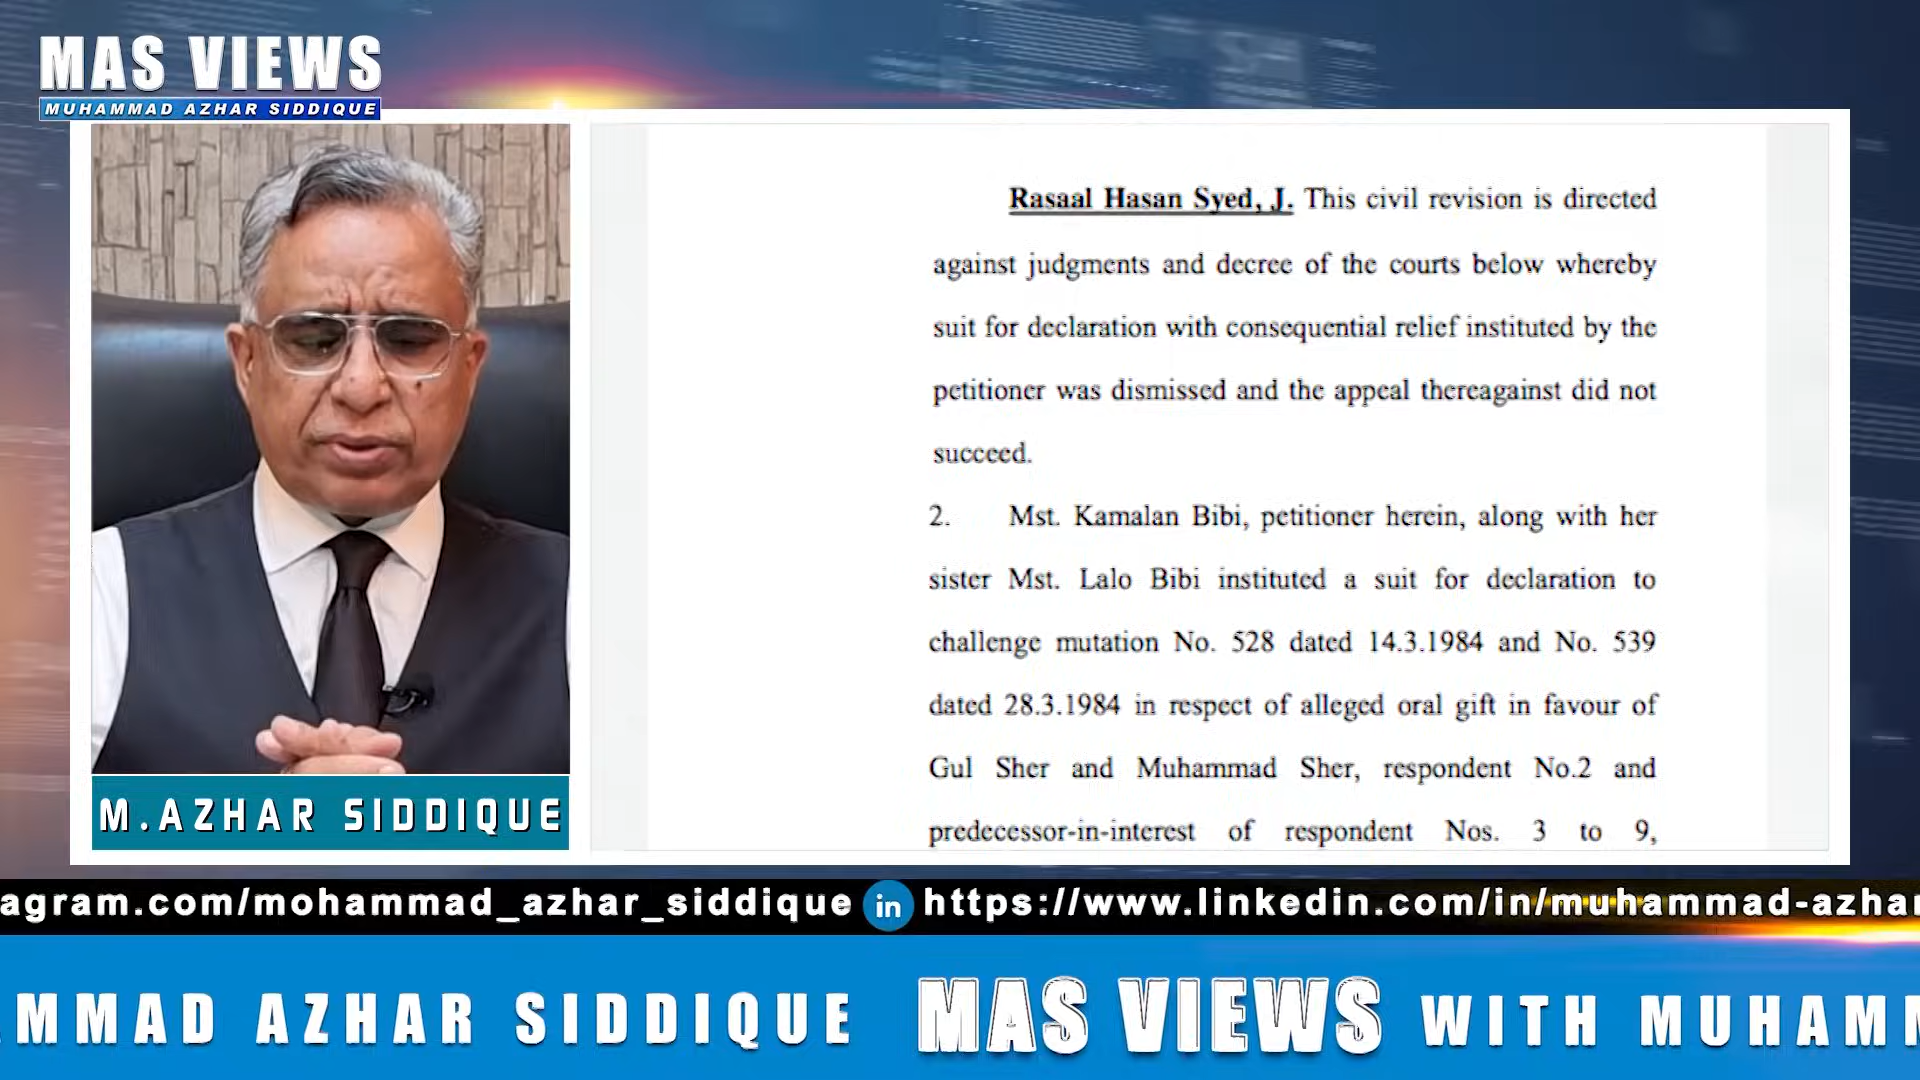 MAS VIEWS
MUHAMMAD AZHAR SIDDIQUE
Rasaal Hasan Syed, J. This civil revision is directed
against judgments and decree of the courts below whereby
suit for declaration with consequential relief instituted by the
petitioner was dismissed and the appeal thereagainst did not
succeed.
2. Mst. Kamalan Bibi, petitioner herein, along with her
sister Mst. Lalo Bibi instituted a suit for declaration to
challenge mutation No. 528 dated 14.3.1984 and No. 539
dated 28.3.1984 in respect of alleged oral gift in favour of
Gul Sher and Muhammad Sher, respondent No.2 and
predecessor-in-interest of respondent Nos. 3 to 9,
M.AZHAR SIDDIQUE
agram.com/mohammad_azhar_siddique in https://www.linkedin.com/in/muhammad-azhar
AMMAD AZHAR SIDDIQUE MAS VIEWS WITH MUHAMM